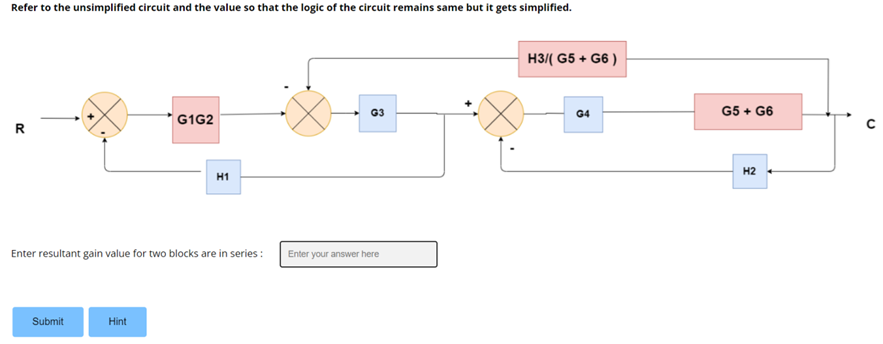 Refer to the unsimplified circuit and the value so that the logic of the circuit remains same but it gets simplified.
H3/( G5 + G6 )
-
+
R
+
-
G1G2
G3
G4
G5 + G6
C
-
H1
H2
Enter resultant gain value for two blocks are in series :
Enter your answer here
Submit
Hint